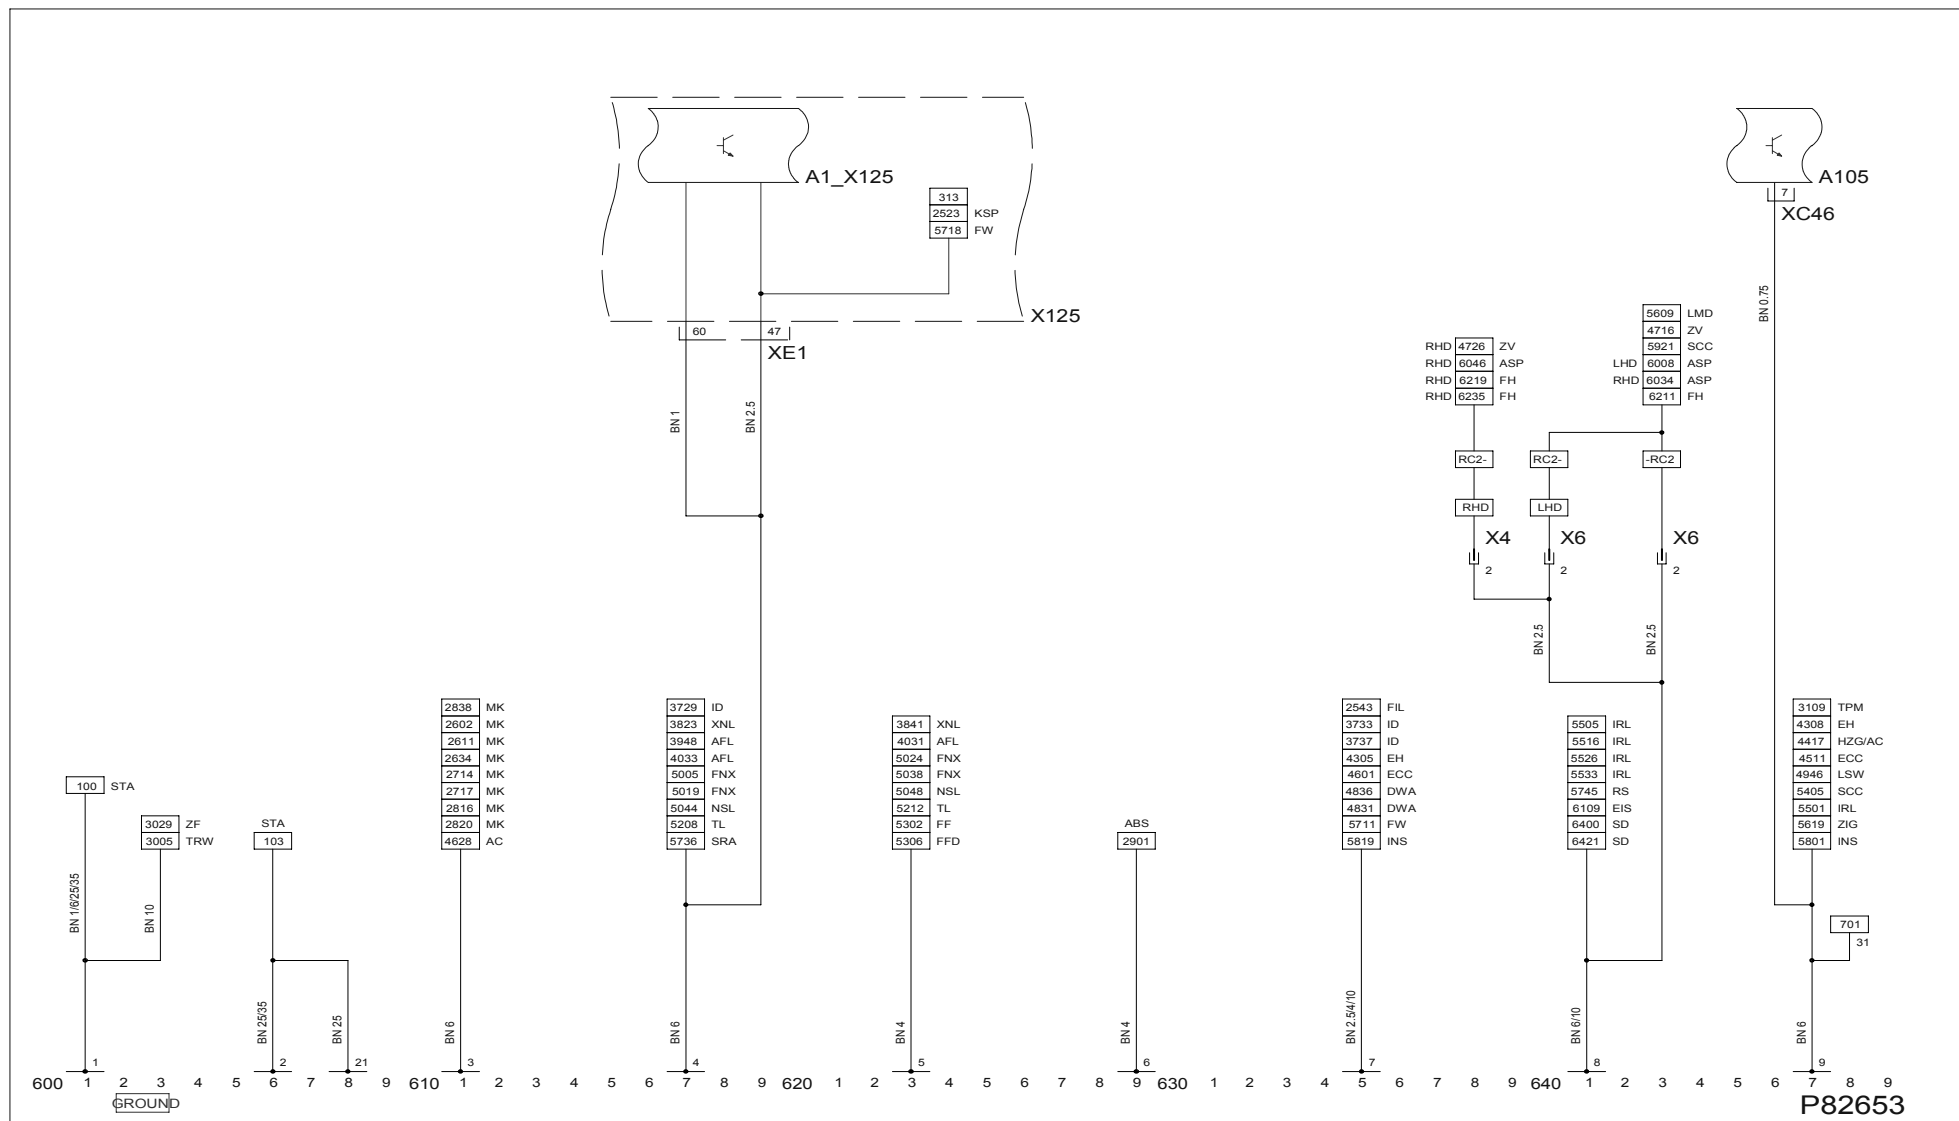 A1_X125
313
2523 KSP
5718 FW
X125
60
47
XE1
BN 1
BN 2.5
A105
7
XC46
BN 0.75
RHD 4726 ZV
RHD 6046 ASP
RHD 6219 FH
RHD 6235 FH
5609 LMD
4716 ZV
5921 SCC
LHD 6008 ASP
RHD 6034 ASP
6211 FH
RC2-
RC2-
-RC2
RHD
LHD
X4
X6
X6
2
2
2
BN 2.5
BN 2.5
100 STA
3029 ZF
3005 TRW
BN 1/6/25/35
BN 10
STA
103
BN 25/35
BN 25
2838 MK
2602 MK
2611 MK
2634 MK
2714 MK
2717 MK
2816 MK
2820 MK
4628 AC
BN 6
3729 ID
3823 XNL
3948 AFL
4033 AFL
5005 FNX
5019 FNX
5044 NSL
5208 TL
5736 SRA
BN 6
3841 XNL
4031 AFL
5024 FNX
5038 FNX
5048 NSL
5212 TL
5302 FF
5306 FFD
BN 4
ABS
2901
BN 4
2543 FIL
3733 ID
3737 ID
4305 EH
4601 ECC
4836 DWA
4831 DWA
5711 FW
5819 INS
BN 2.5/4/10
5505 IRL
5516 IRL
5526 IRL
5533 IRL
5745 RS
6109 EIS
6400 SD
6421 SD
BN 6/10
3109 TPM
4308 EH
4417 HZG/AC
4511 ECC
4946 LSW
5405 SCC
5501 IRL
5619 ZIG
5801 INS
701
31
BN 6
1 2 21 3 4 5 6 7 8 9
600 1 2 3 4 5 6 7 8 9 610 1 2 3 4 5 6 7 8 9 620 1 2 3 4 5 6 7 8 9 630 1 2 3 4 5 6 7 8 9 640 1 2 3 4 5 6 7 8 9
GROUND
P82653